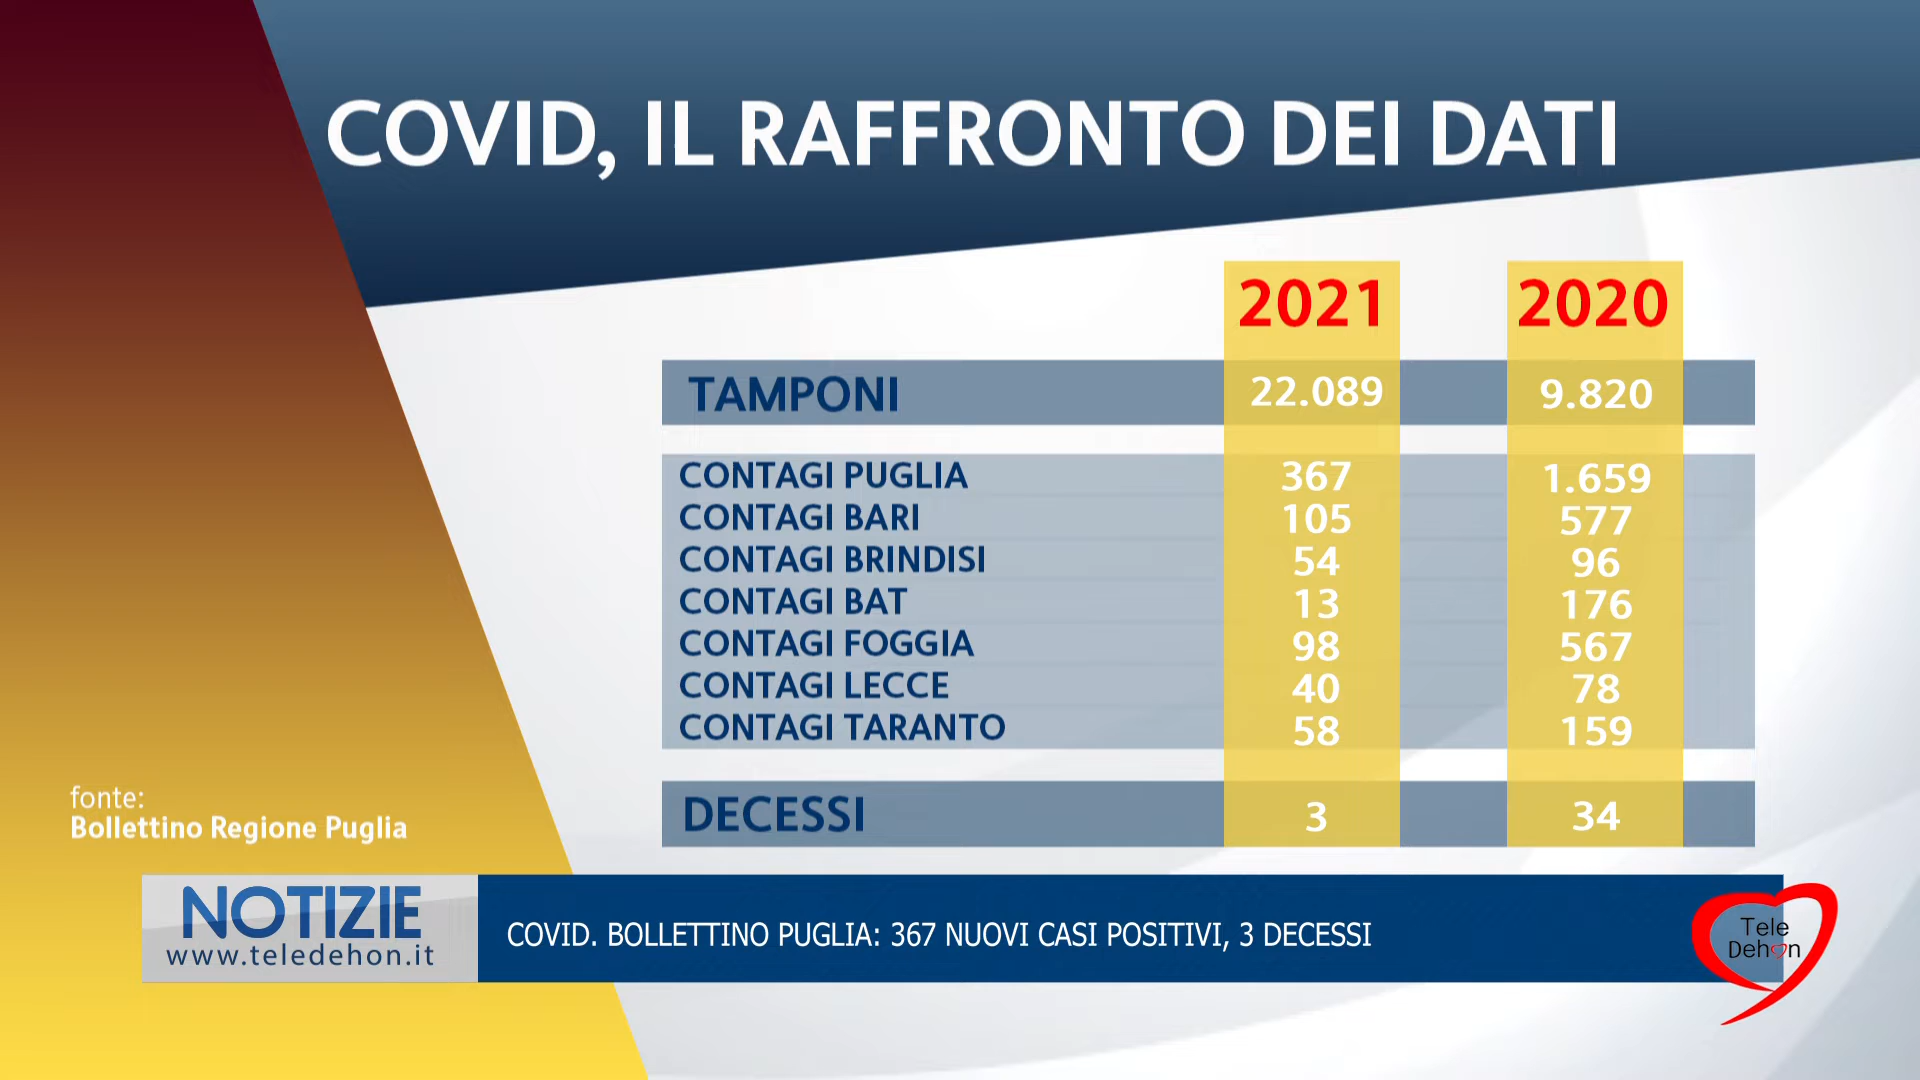 COVID, IL RAFFRONTO DEI DATI
2021 2020
TAMPONI 22.089 9.820
CONTAGI PUGLIA 367 1.659
CONTAGI BARI 105 577
CONTAGI BRINDISI 54 96
CONTAGI BAT 13 176
CONTAGI FOGGIA 98 567
CONTAGI LECCE 40 78
CONTAGI TARANTO 58 159
DECESSI 3 34
fonte:
Bollettino Regione Puglia
NOTIZIE
www.teledehon.it
COVID. BOLLETTINO PUGLIA: 367 NUOVI CASI POSITIVI, 3 DECESSI
Tele
Dehon